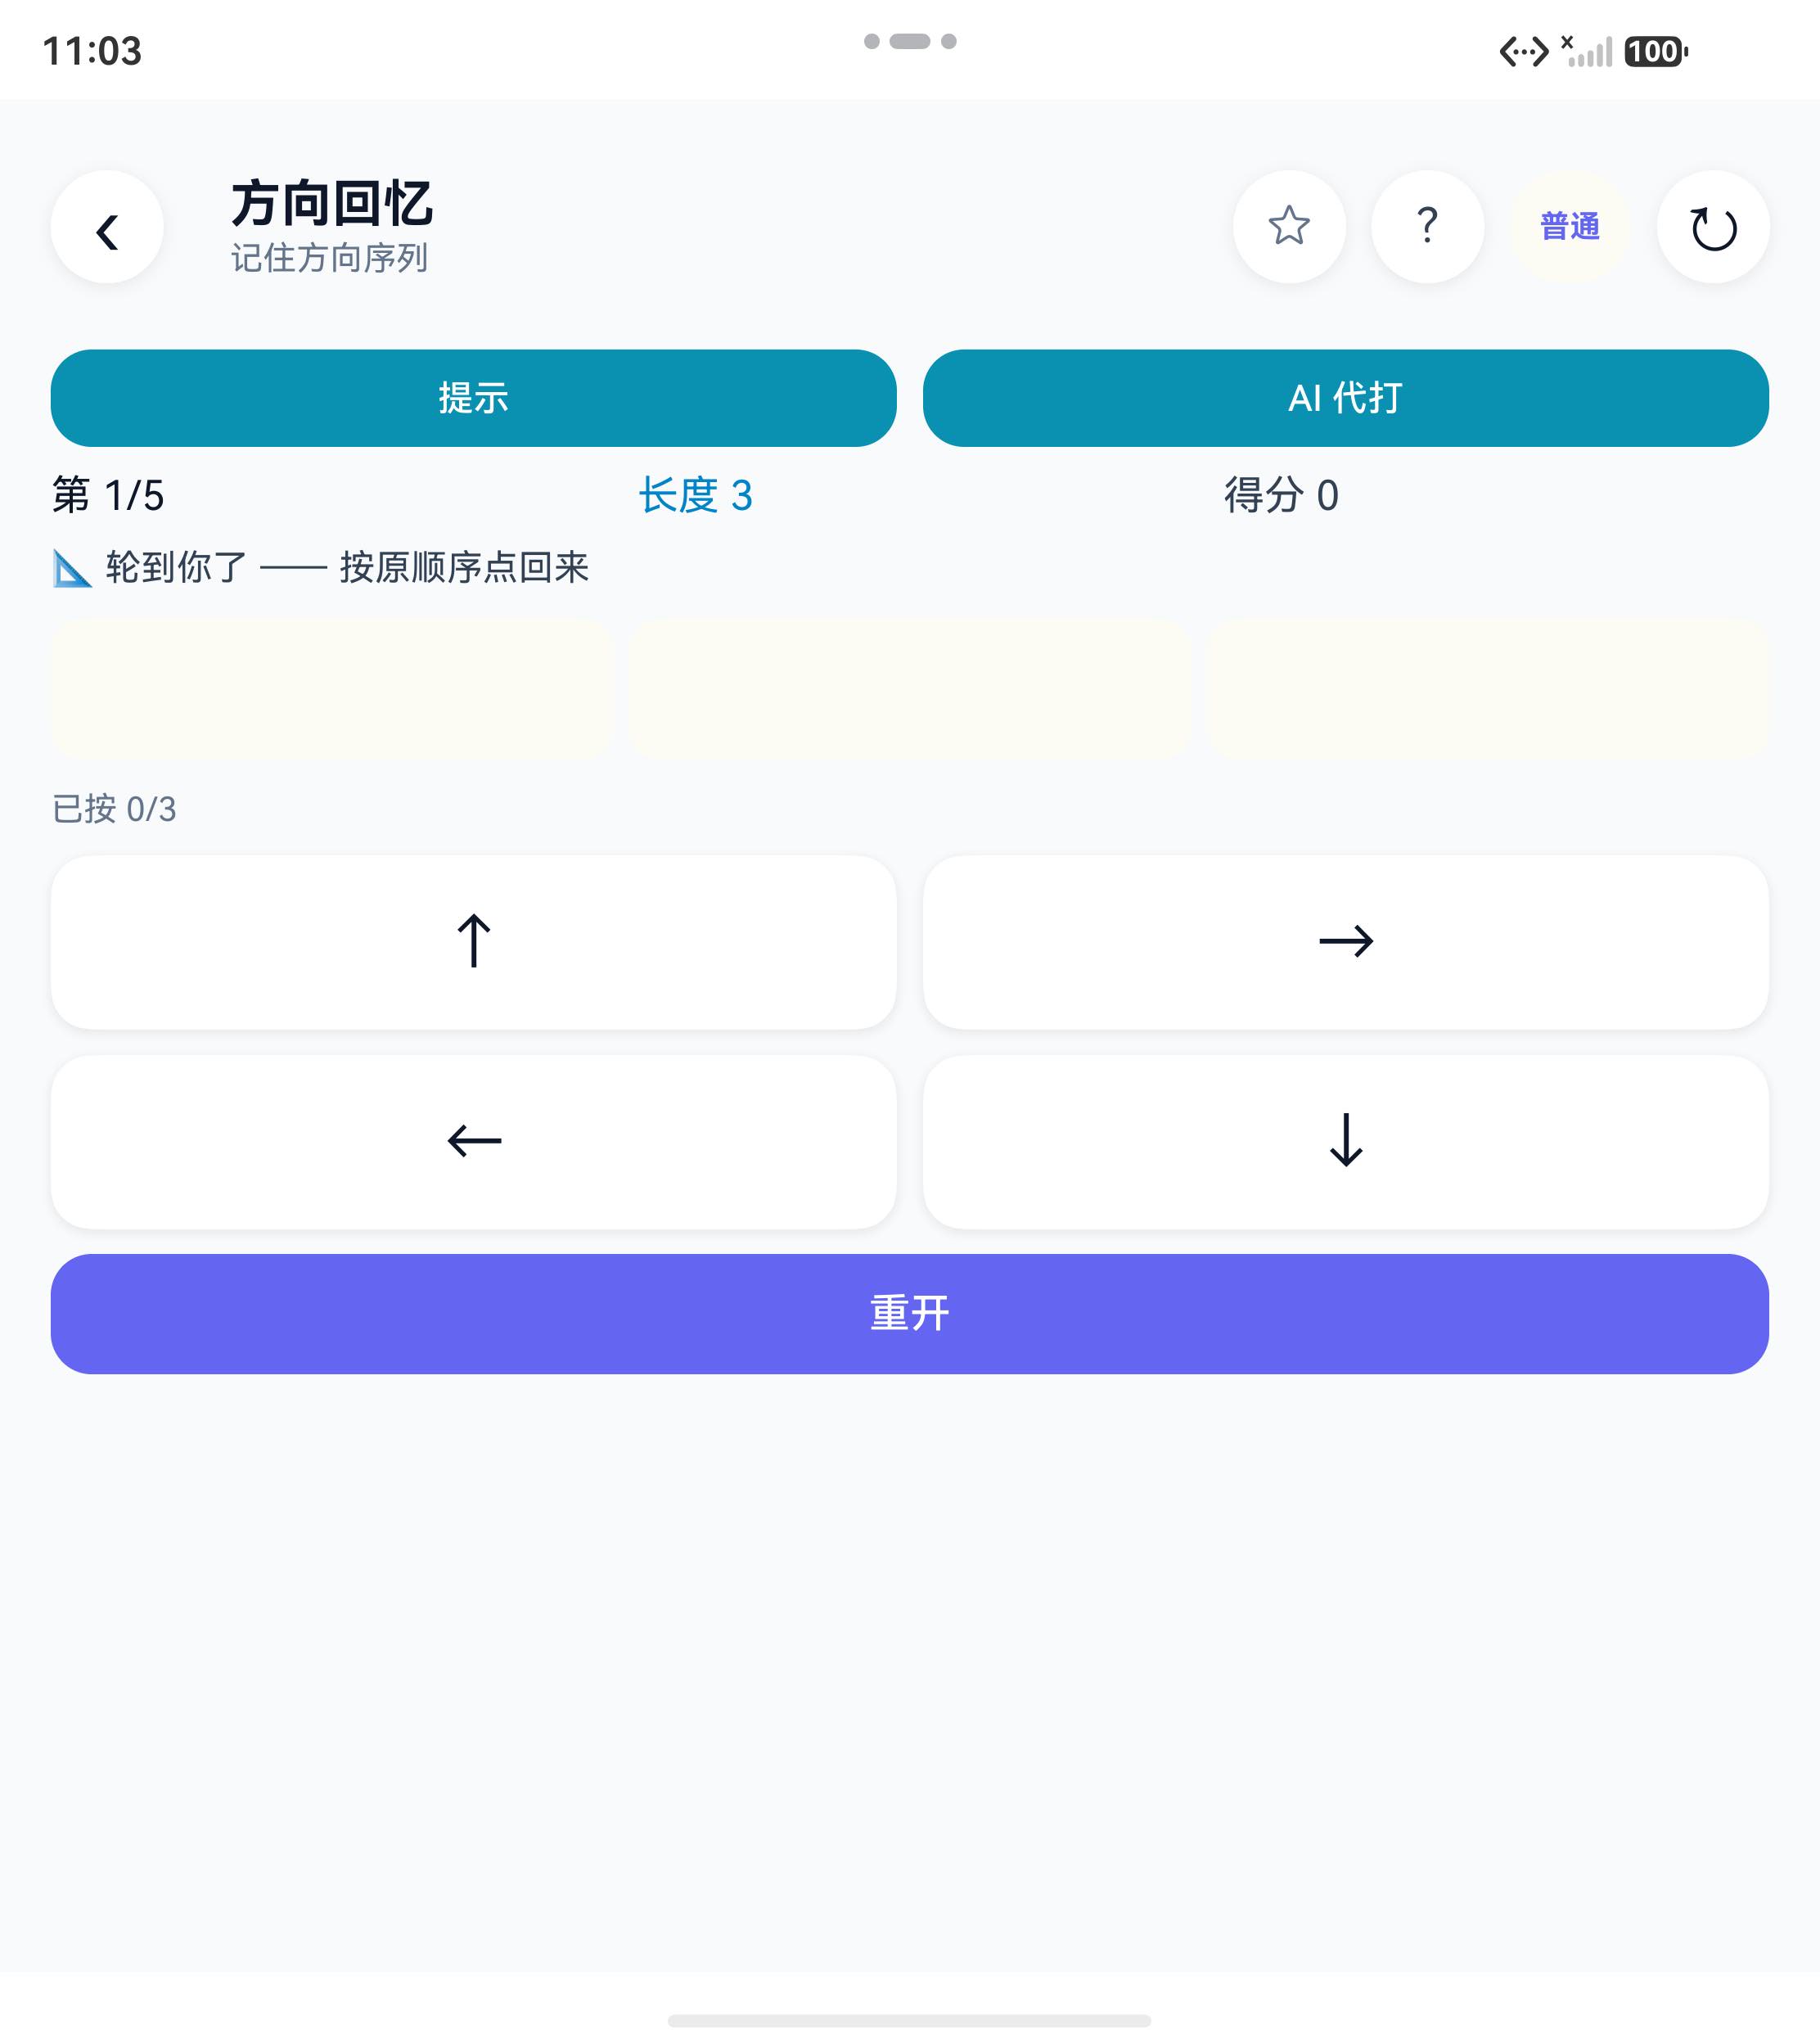 11:03
100
方向回忆
记住方向序列
?
普通
提示
AI 代打
第 1/5
长度 3
得分 0
轮到你了 —— 按原顺序点回来
已按 0/3
↑
→
←
↓
重开